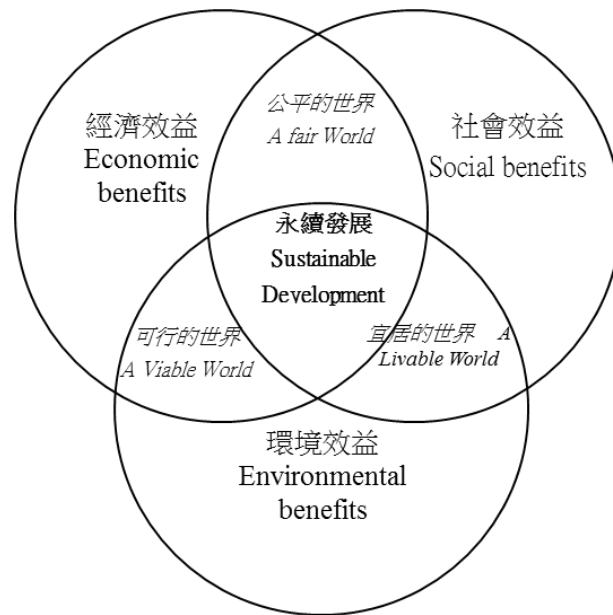 公平的世界
A fair World
經濟效益
Economic
benefits
社會效益
Social benefits
永續發展
Sustainable
Development
可行的世界
A Viable World
宜居的世界 A
Livable World
環境效益
Environmental
benefits